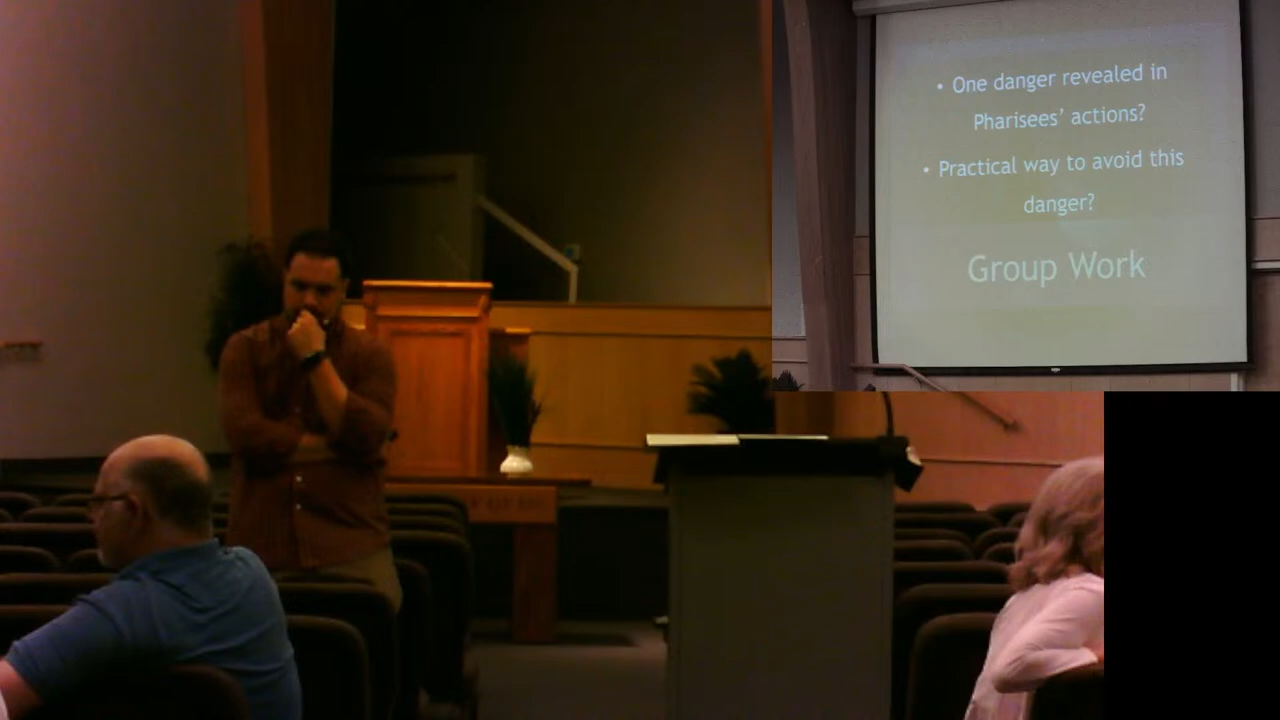 • One danger revealed in
Pharisees’ actions?
• Practical way to avoid this
danger?
Group Work